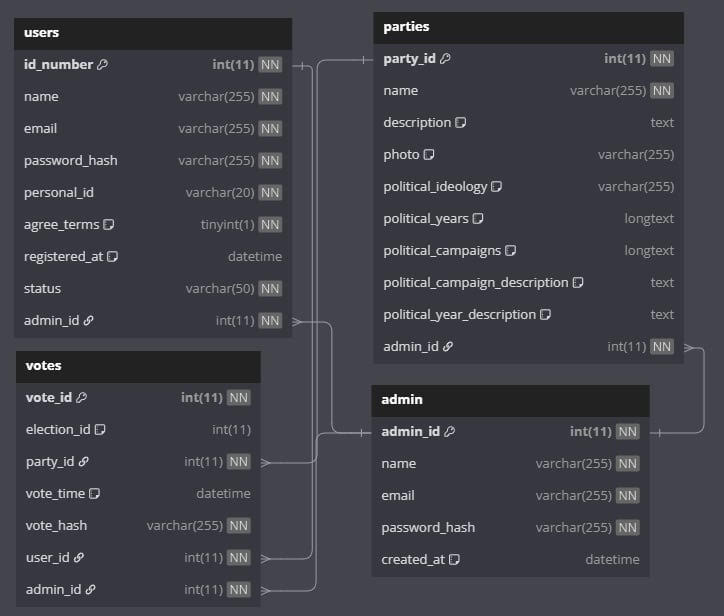 users
id_number int(11) NN
name varchar(255) NN
email varchar(255) NN
password_hash varchar(255) NN
personal_id varchar(20) NN
agree_terms tinyint(1) NN
registered_at datetime
status varchar(50) NN
admin_id int(11) NN
parties
party_id int(11) NN
name varchar(255) NN
description text
photo varchar(255)
political_ideology varchar(255)
political_years longtext
political_campaigns longtext
political_campaign_description text
political_year_description text
admin_id int(11) NN
votes
vote_id int(11) NN
election_id int(11)
party_id int(11) NN
vote_time datetime
vote_hash varchar(255) NN
user_id int(11) NN
admin_id int(11) NN
admin
admin_id int(11) NN
name varchar(255) NN
email varchar(255) NN
password_hash varchar(255) NN
created_at datetime